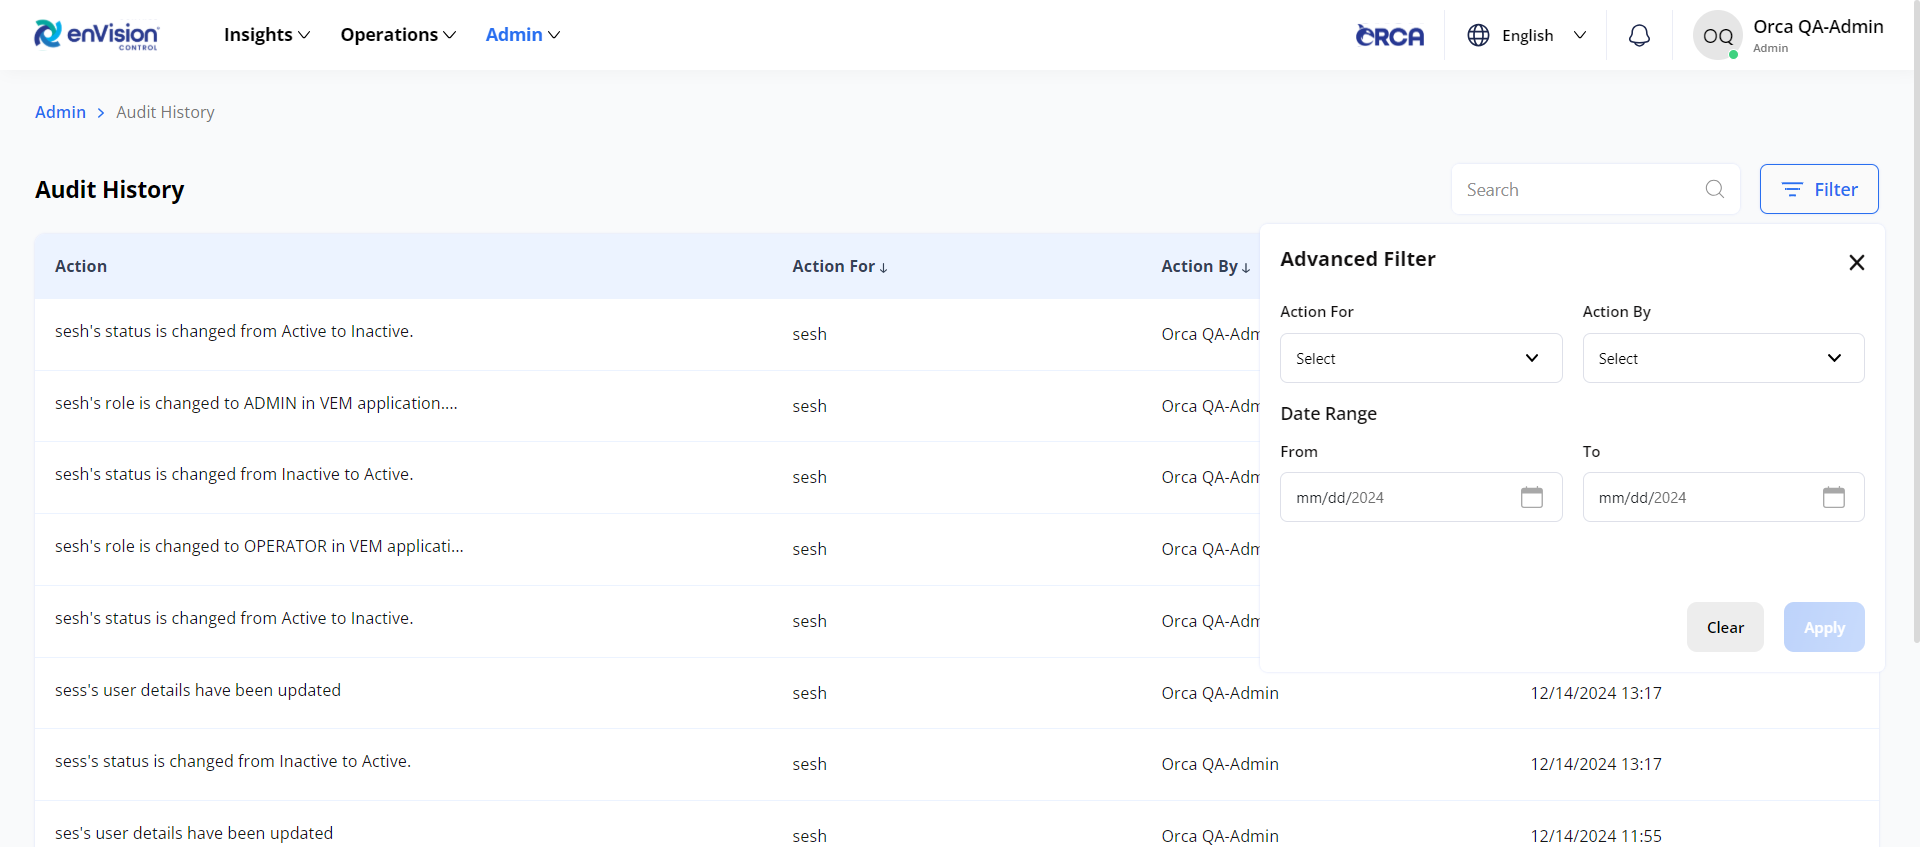 enVision
CONTROL
Insights
Operations
Admin
ORCA
English
OQ
Orca QA-Admin
Admin
Admin > Audit History
Audit History
Search
Filter
Action
Action For ↓
Action By ↓
sesh's status is changed from Active to Inactive.
sesh
Orca QA-Adm
sesh's role is changed to ADMIN in VEM application....
sesh
Orca QA-Adm
sesh's status is changed from Inactive to Active.
sesh
Orca QA-Adm
sesh's role is changed to OPERATOR in VEM applicati...
sesh
Orca QA-Adm
sesh's status is changed from Active to Inactive.
sesh
Orca QA-Adm
sess's user details have been updated
sesh
Orca QA-Admin
12/14/2024 13:17
sess's status is changed from Inactive to Active.
sesh
Orca QA-Admin
12/14/2024 13:17
ses's user details have been updated
sesh
Orca QA-Admin
12/14/2024 11:55
Advanced Filter
Action For
Action By
Select
Select
Date Range
From
To
mm/dd/2024
mm/dd/2024
Clear
Apply